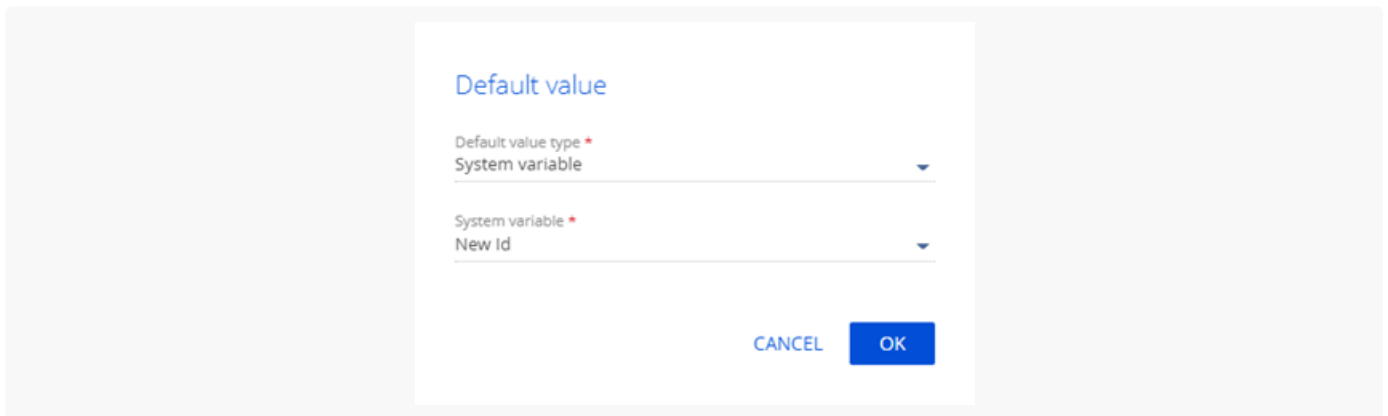 Default value
Default value type *
System variable
System variable *
New Id
CANCEL OK